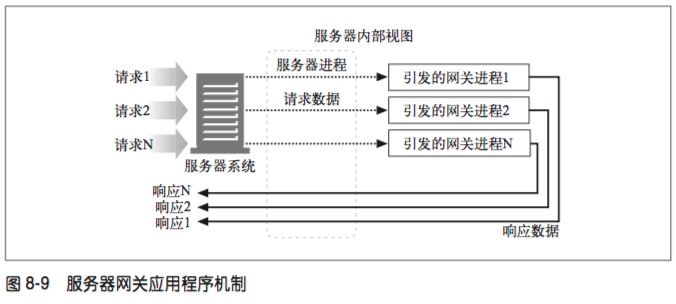 服务器内部视图
请求1
服务器进程
引发的网关进程1
请求2
请求数据
引发的网关进程2
请求N
引发的网关进程N
服务器系统
响应N
响应2
响应1
响应数据
图 8-9 服务器网关应用程序机制